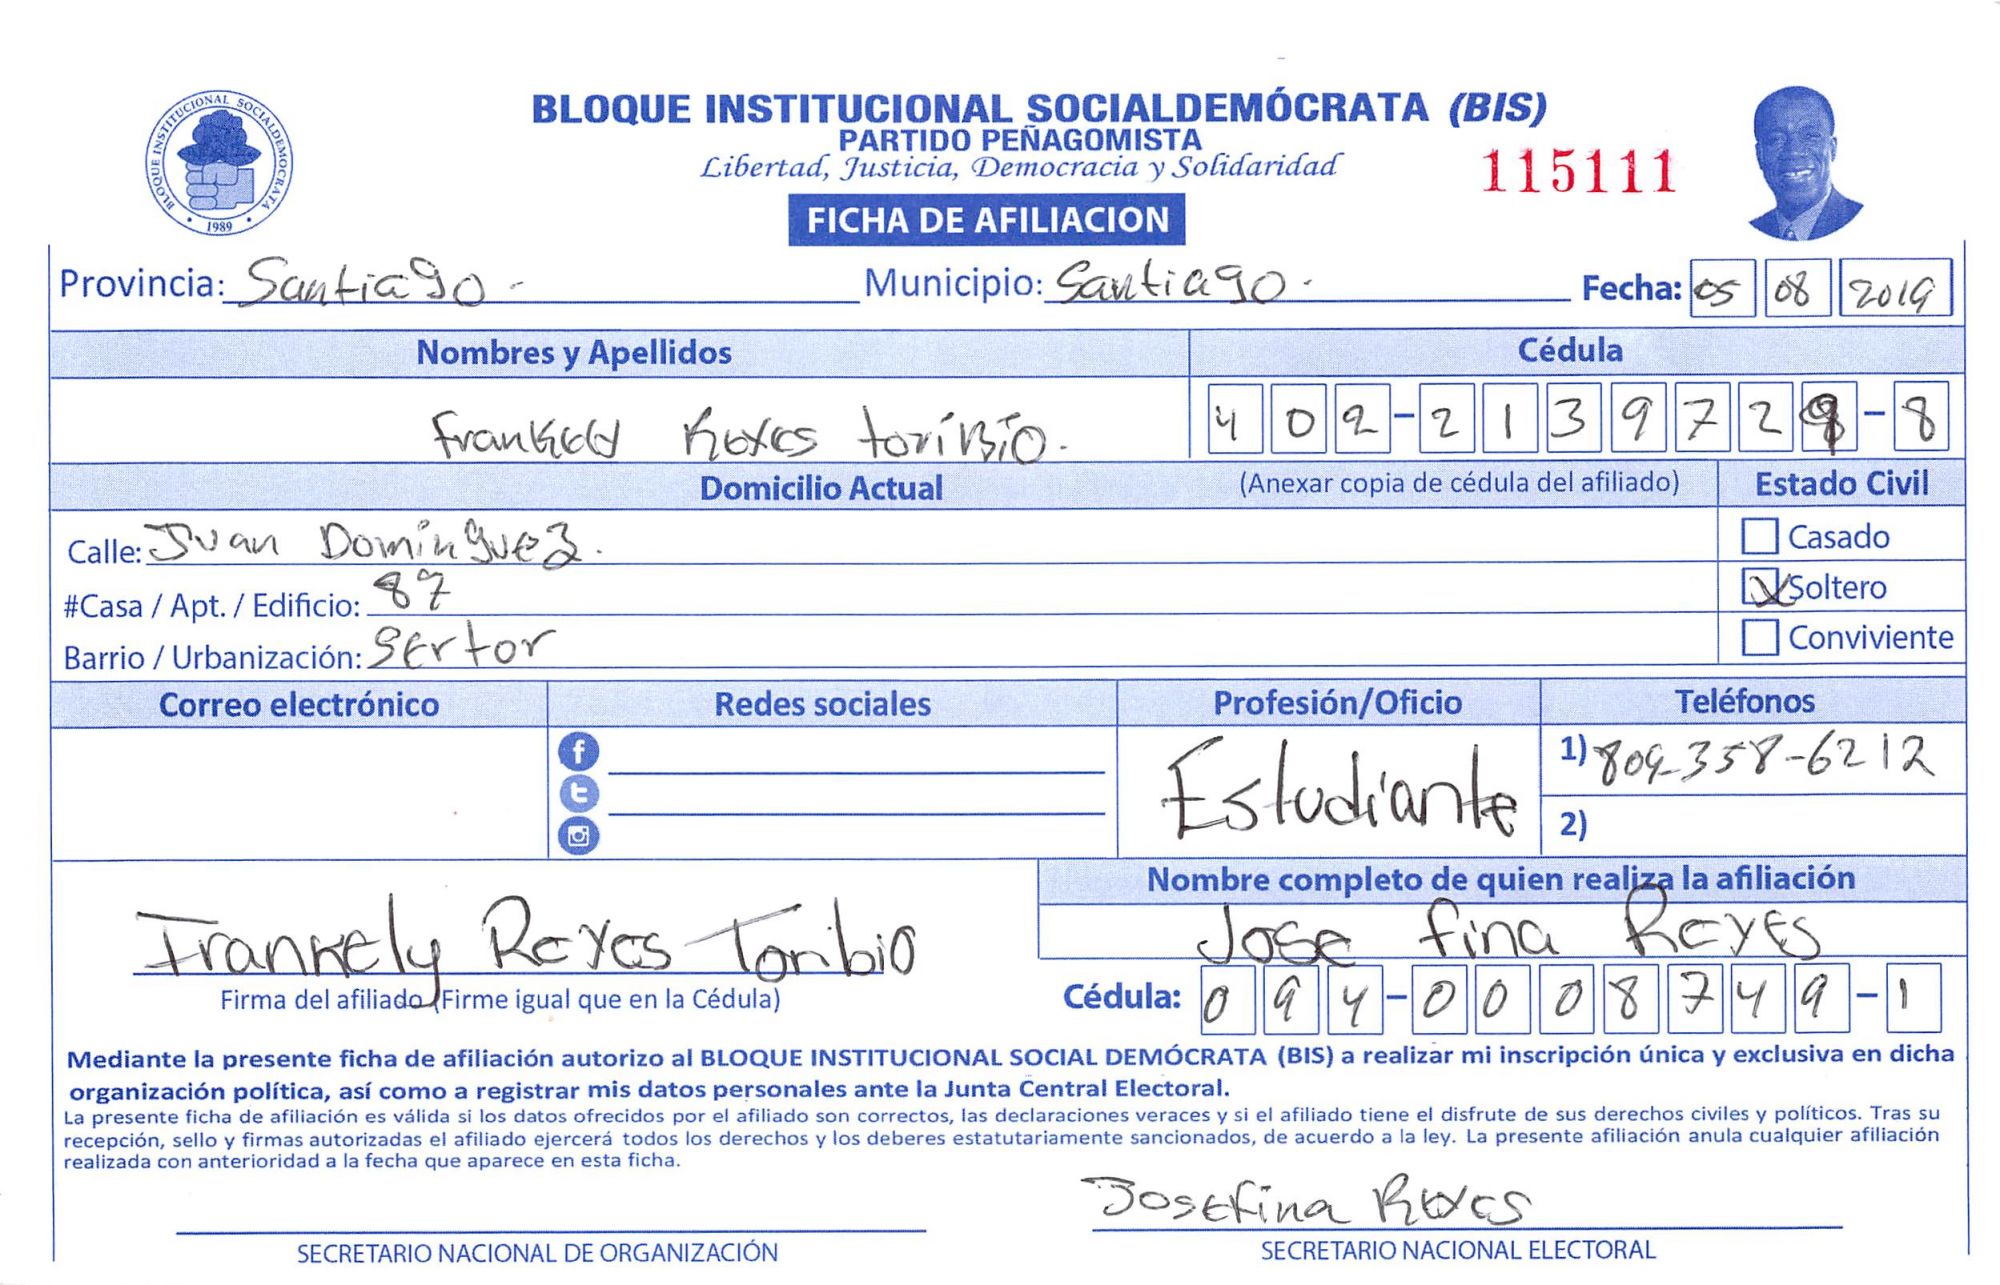 BLOQUE INSTITUCIONAL SOCIALDEMÓCRATA
1989
BLOQUE INSTITUCIONAL SOCIALDEMÓCRATA (BIS)
PARTIDO PEÑAGOMISTA
Libertad, Justicia, Democracia y Solidaridad
115111
FICHA DE AFILIACION
Provincia: Santiago. Municipio: Santiago. Fecha: 05 08 2019
Nombres y Apellidos Cédula
Frankely Reyes toriBio. 402-2139729-8
Domicilio Actual (Anexar copia de cédula del afiliado) Estado Civil
Calle: Juan Dominguez. Casado
#Casa / Apt. / Edificio: 87 X Soltero
Barrio / Urbanización: Sector Conviviente
Correo electrónico Redes sociales Profesión/Oficio Teléfonos
Estudiante 1) 809-358-6212
2)
Nombre completo de quien realiza la afiliación
Frankely Reyes Toribio Jose fina Reyes
Firma del afiliado (Firme igual que en la Cédula) Cédula: 094-0008749-1
Mediante la presente ficha de afiliación autorizo al BLOQUE INSTITUCIONAL SOCIAL DEMÓCRATA (BIS) a realizar mi inscripción única y exclusiva en dicha
organización política, así como a registrar mis datos personales ante la Junta Central Electoral.
La presente ficha de afiliación es válida si los datos ofrecidos por el afiliado son correctos, las declaraciones veraces y si el afiliado tiene el disfrute de sus derechos civiles y políticos. Tras su
recepción, sello y firmas autorizadas el afiliado ejercerá todos los derechos y los deberes estatutariamente sancionados, de acuerdo a la ley. La presente afiliación anula cualquier afiliación
realizada con anterioridad a la fecha que aparece en esta ficha.
Josefina Reyes
SECRETARIO NACIONAL DE ORGANIZACIÓN SECRETARIO NACIONAL ELECTORAL